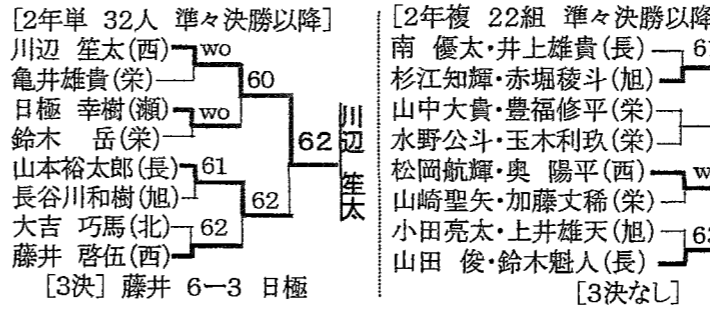 [2年単 32人 準々決勝以降]
川辺 笙太(西)
wo
亀井雄貴(栄)
60
日極 幸樹(瀬)
wo
鈴木 岳(栄)
62
川辺 笙太
山本裕太郎(長)
61
長谷川和樹(旭)
62
大吉 巧馬(北)
62
藤井 啓伍(西)
[3決] 藤井 6-3 日極
[2年複 22組 準々決勝以降
南 優太・井上雄貴(長)
杉江知輝・赤堀稜斗(旭)
山中大貴・豊福修平(栄)
水野公斗・玉木利玖(栄)
松岡航輝・奥 陽平(西)
山崎聖矢・加藤丈稀(栄)
小田亮太・上井雄天(旭)
山田 俊・鈴木魁人(長)
[3決なし]